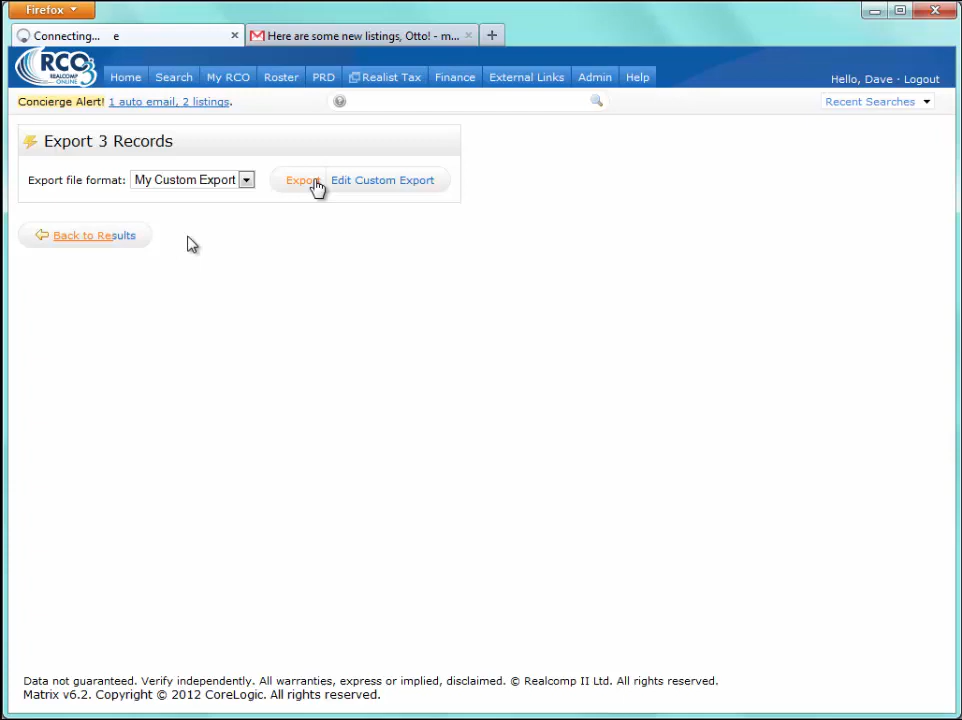 Firefox
Connecting... e
Here are some new listings, Otto! - m...
RCO 3
REALCOMP ONLINE
Home Search My RCO Roster PRD Realist Tax Finance External Links Admin Help
Hello, Dave - Logout
Concierge Alert! 1 auto email, 2 listings.
Recent Searches
Export 3 Records
Export file format: My Custom Export Export Edit Custom Export
Back to Results
Data not guaranteed. Verify independently. All warranties, express or implied, disclaimed. © Realcomp II Ltd. All rights reserved.
Matrix v6.2. Copyright © 2012 CoreLogic. All rights reserved.